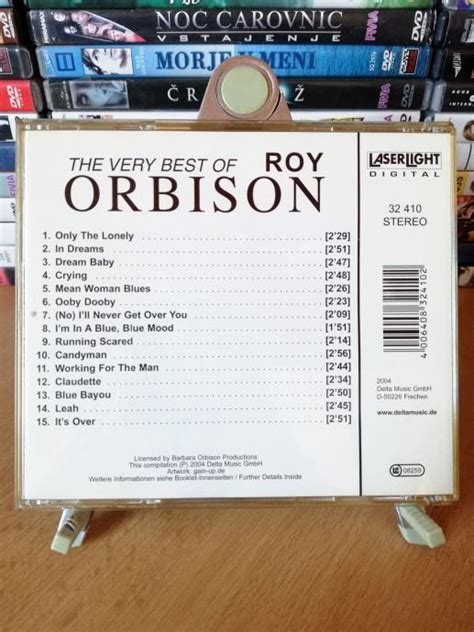 NOC CAROVNIC
VSTAJENJE
DVD
MORJE V MENI
DVD
DVD
THE VERY BEST OF ROY
ORBISON
LASERLIGHT
DIGITAL
32 410
STEREO
1. Only The Lonely [2'29]
2. In Dreams [2'51]
3. Dream Baby [2'47]
4. Crying [2'48]
5. Mean Woman Blues [2'26]
6. Ooby Dooby [2'23]
7. (No) I'll Never Get Over You [2'09]
8. I'm In A Blue, Blue Mood [1'51]
9. Running Scared [2'14]
10. Candyman [2'56]
11. Working For The Man [2'44]
12. Claudette [2'34]
13. Blue Bayou [2'50]
14. Leah [2'45]
15. It's Over [2'51]
4 006408 324102
2004
Delta Music GmbH
D-50226 Frechen
www.deltamusic.de
LC 08259
Licensed by Barbara Orbison Productions
This compilation (P) 2004 Delta Music GmbH
Artwork: gain-up.de
Weitere Informationen siehe Booklet-Innenseiten / Further Details Inside